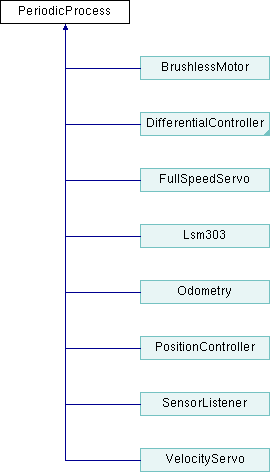 PeriodicProcess
BrushlessMotor
DifferentialController
FullSpeedServo
Lsm303
Odometry
PositionController
SensorListener
VelocityServo